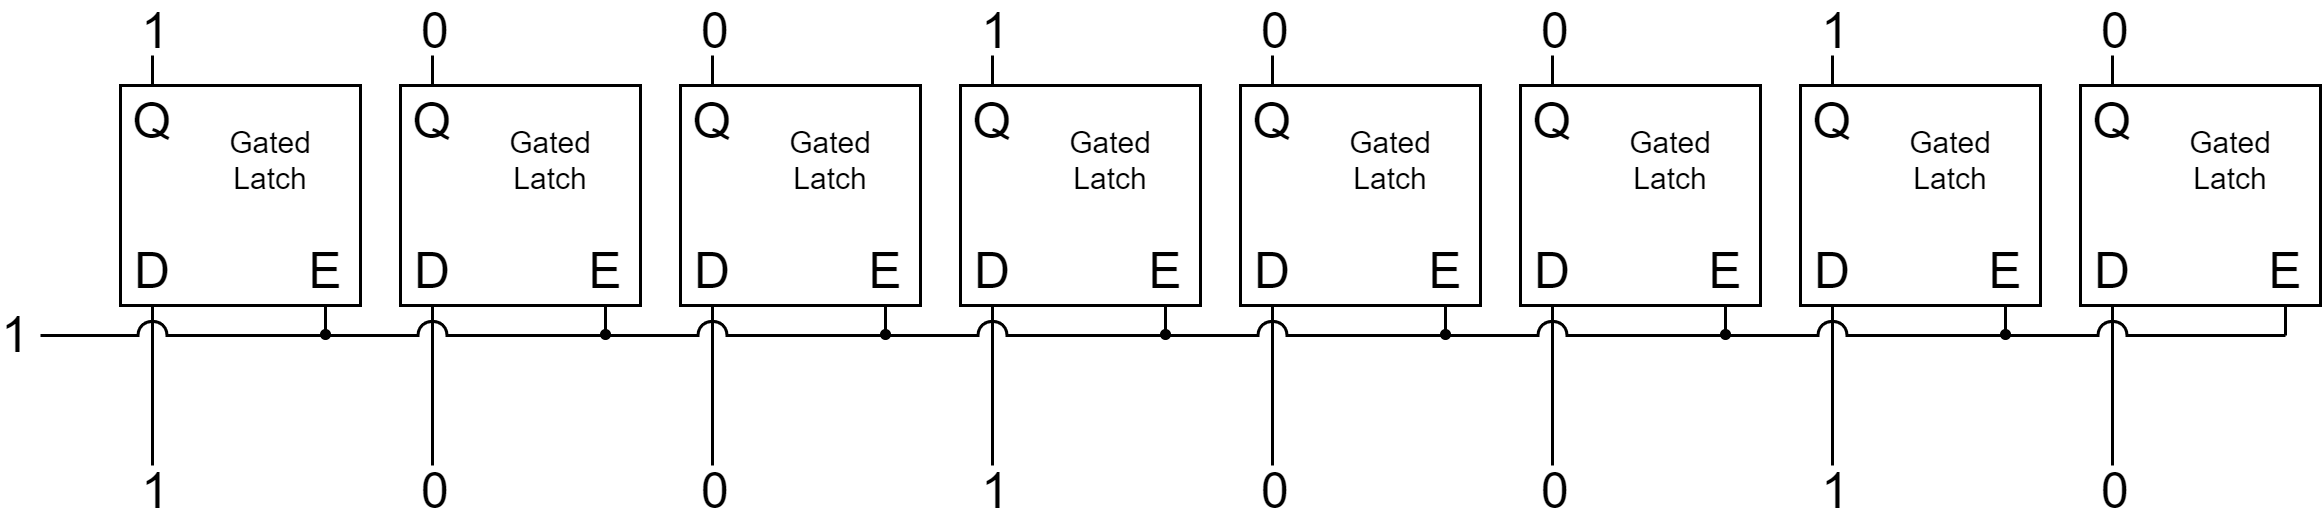 1 0 0 1 0 0 1 0
Q Q Q Q Q Q Q Q
Gated Gated Gated Gated Gated Gated Gated Gated
Latch Latch Latch Latch Latch Latch Latch Latch
D E D E D E D E D E D E D E D E
1
1 0 0 1 0 0 1 0